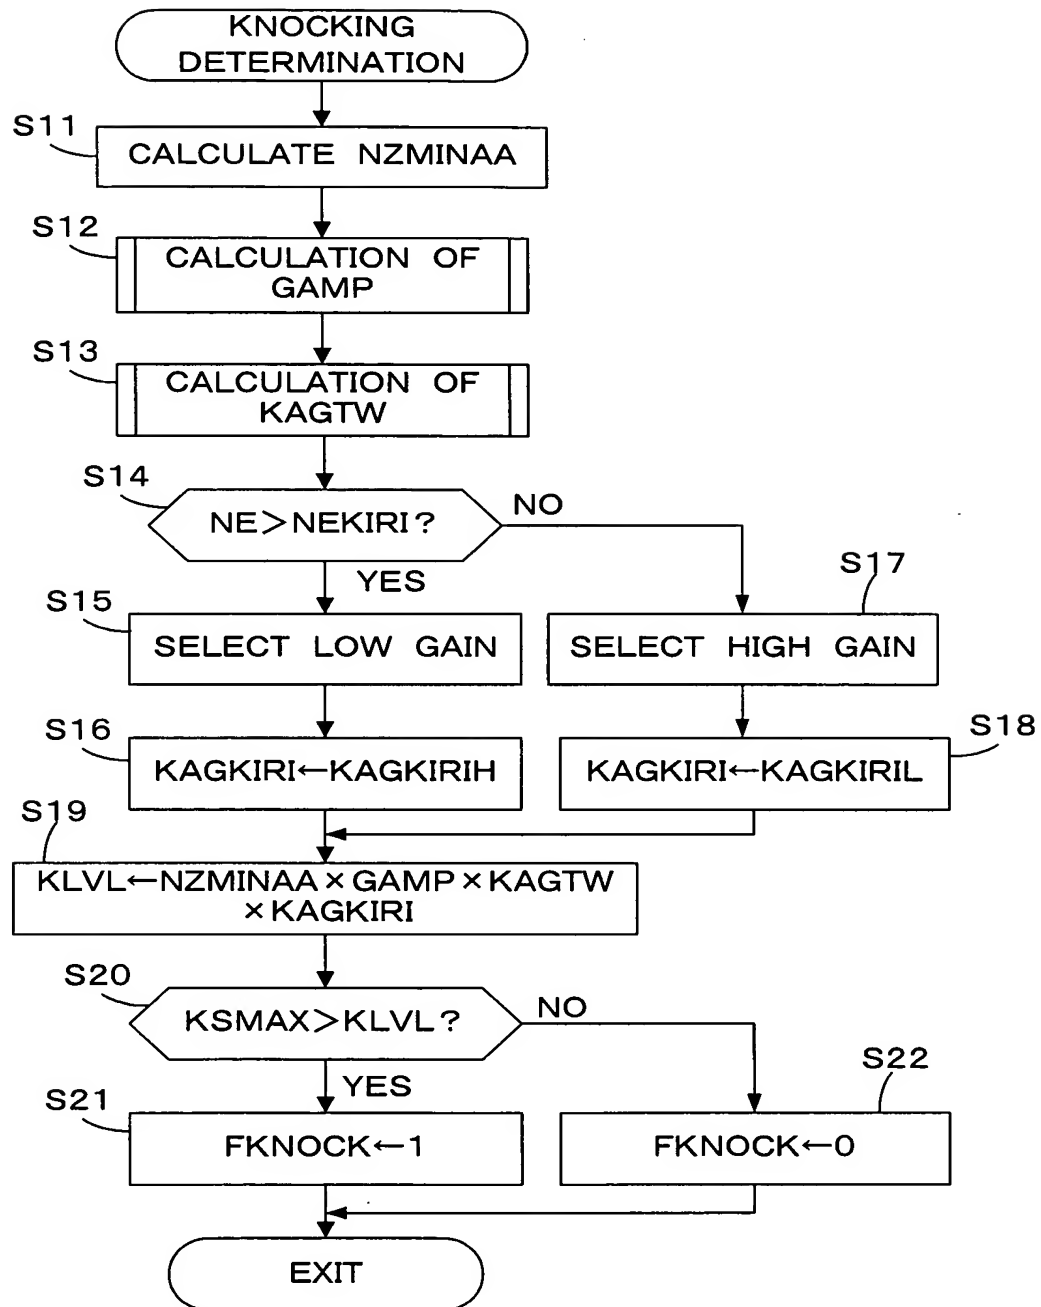 KNOCKING
DETERMINATION
S11
CALCULATE NZMINAA
S12
CALCULATION OF
GAMP
S13
CALCULATION OF
KAGTW
S14
NE>NEKIRI?
NO
YES
S15
SELECT LOW GAIN
S17
SELECT HIGH GAIN
S16
KAGKIRI←KAGKIRIH
S18
KAGKIRI←KAGKIRIL
S19
KLVL←NZMINAA×GAMP×KAGTW
×KAGKIRI
S20
KSMAX>KLVL?
NO
YES
S21
FKNOCK←1
S22
FKNOCK←0
EXIT